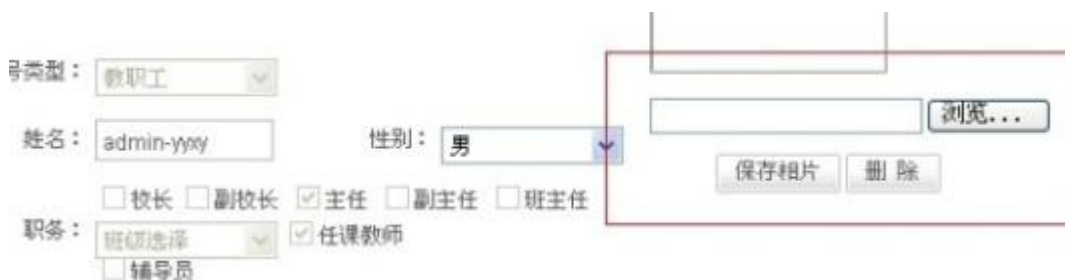 号类型： 教职工
姓名： admin-yyxy 性别： 男 浏览...
保存相片 删 除
校长 副校长 主任 副主任 班主任
职务： 班级选择 任课教师
辅导员